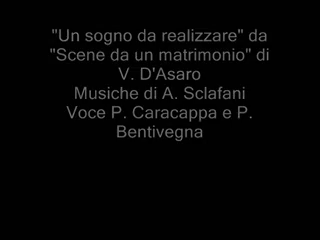 "Un sogno da realizzare" da
"Scene da un matrimonio" di
V. D'Asaro
Musiche di A. Sclafani
Voce P. Caracappa e P.
Bentivegna